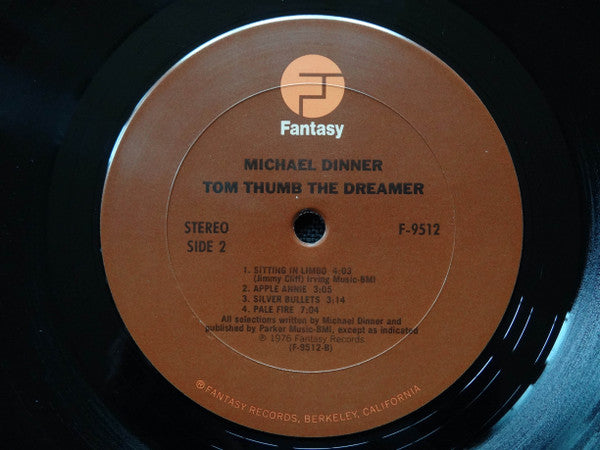 Fantasy
MICHAEL DINNER
TOM THUMB THE DREAMER
STEREO
SIDE 2
F-9512
1. SITTING IN LIMBO 4:03
(Jimmy Cliff) Irving Music-BMI
2. APPLE ANNIE 3:05
3. SILVER BULLETS 3:14
4. PALE FIRE 7:04
All selections written by Michael Dinner and
published by Parker Music-BMI, except as indicated
℗ 1976 Fantasy Records
(F-9512-B)
®FANTASY RECORDS, BERKELEY, CALIFORNIA